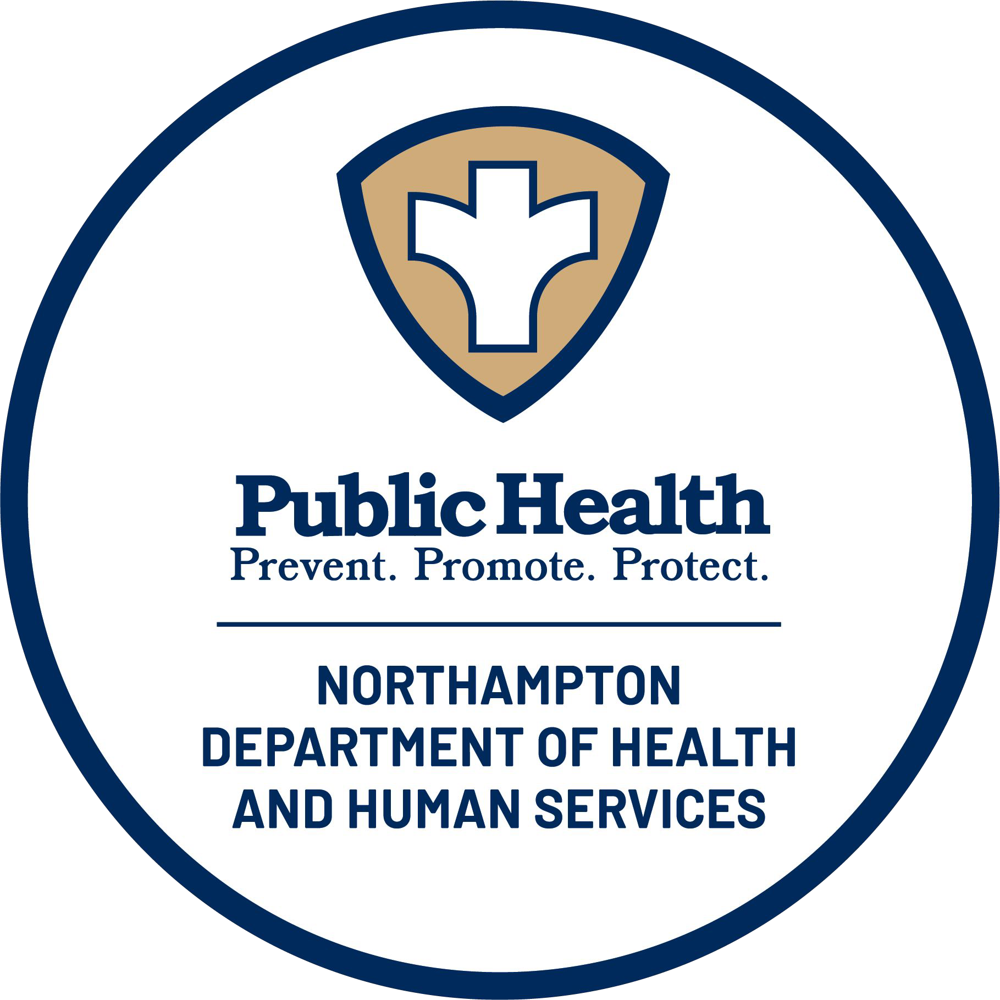 Public Health
Prevent. Promote. Protect.
NORTHAMPTON
DEPARTMENT OF HEALTH
AND HUMAN SERVICES